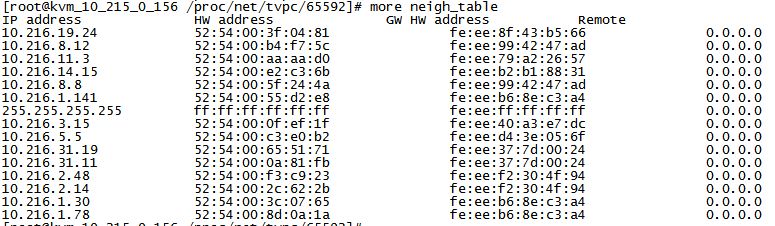 [root@kvm_10_215_0_156 /proc/net/tvpc/65592]# more neigh_table
IP address HW address GW HW address Remote
10.216.19.24 52:54:00:3f:04:81 fe:ee:8f:43:b5:66 0.0.0.0
10.216.8.12 52:54:00:b4:f7:5c fe:ee:99:42:47:ad 0.0.0.0
10.216.11.3 52:54:00:aa:aa:d0 fe:ee:79:a2:26:57 0.0.0.0
10.216.14.15 52:54:00:e2:c3:6b fe:ee:b2:b1:88:31 0.0.0.0
10.216.8.8 52:54:00:5f:24:4a fe:ee:99:42:47:ad 0.0.0.0
10.216.1.141 52:54:00:55:d2:e8 fe:ee:b6:8e:c3:a4 0.0.0.0
255.255.255.255 ff:ff:ff:ff:ff:ff fe:ee:ff:ff:ff:ff 0.0.0.0
10.216.3.15 52:54:00:0f:ef:1f fe:ee:40:a3:e7:dc 0.0.0.0
10.216.5.5 52:54:00:c3:e0:b2 fe:ee:d4:3e:05:6f 0.0.0.0
10.216.31.19 52:54:00:65:51:71 fe:ee:37:7d:00:24 0.0.0.0
10.216.31.11 52:54:00:0a:81:fb fe:ee:37:7d:00:24 0.0.0.0
10.216.2.48 52:54:00:f3:c9:23 fe:ee:f2:30:4f:94 0.0.0.0
10.216.2.14 52:54:00:2c:62:2b fe:ee:f2:30:4f:94 0.0.0.0
10.216.1.30 52:54:00:3c:07:65 fe:ee:b6:8e:c3:a4 0.0.0.0
10.216.1.78 52:54:00:8d:0a:1a fe:ee:b6:8e:c3:a4 0.0.0.0
[root@kvm_10_215_0_156 /proc/net/tvpc/65592]#